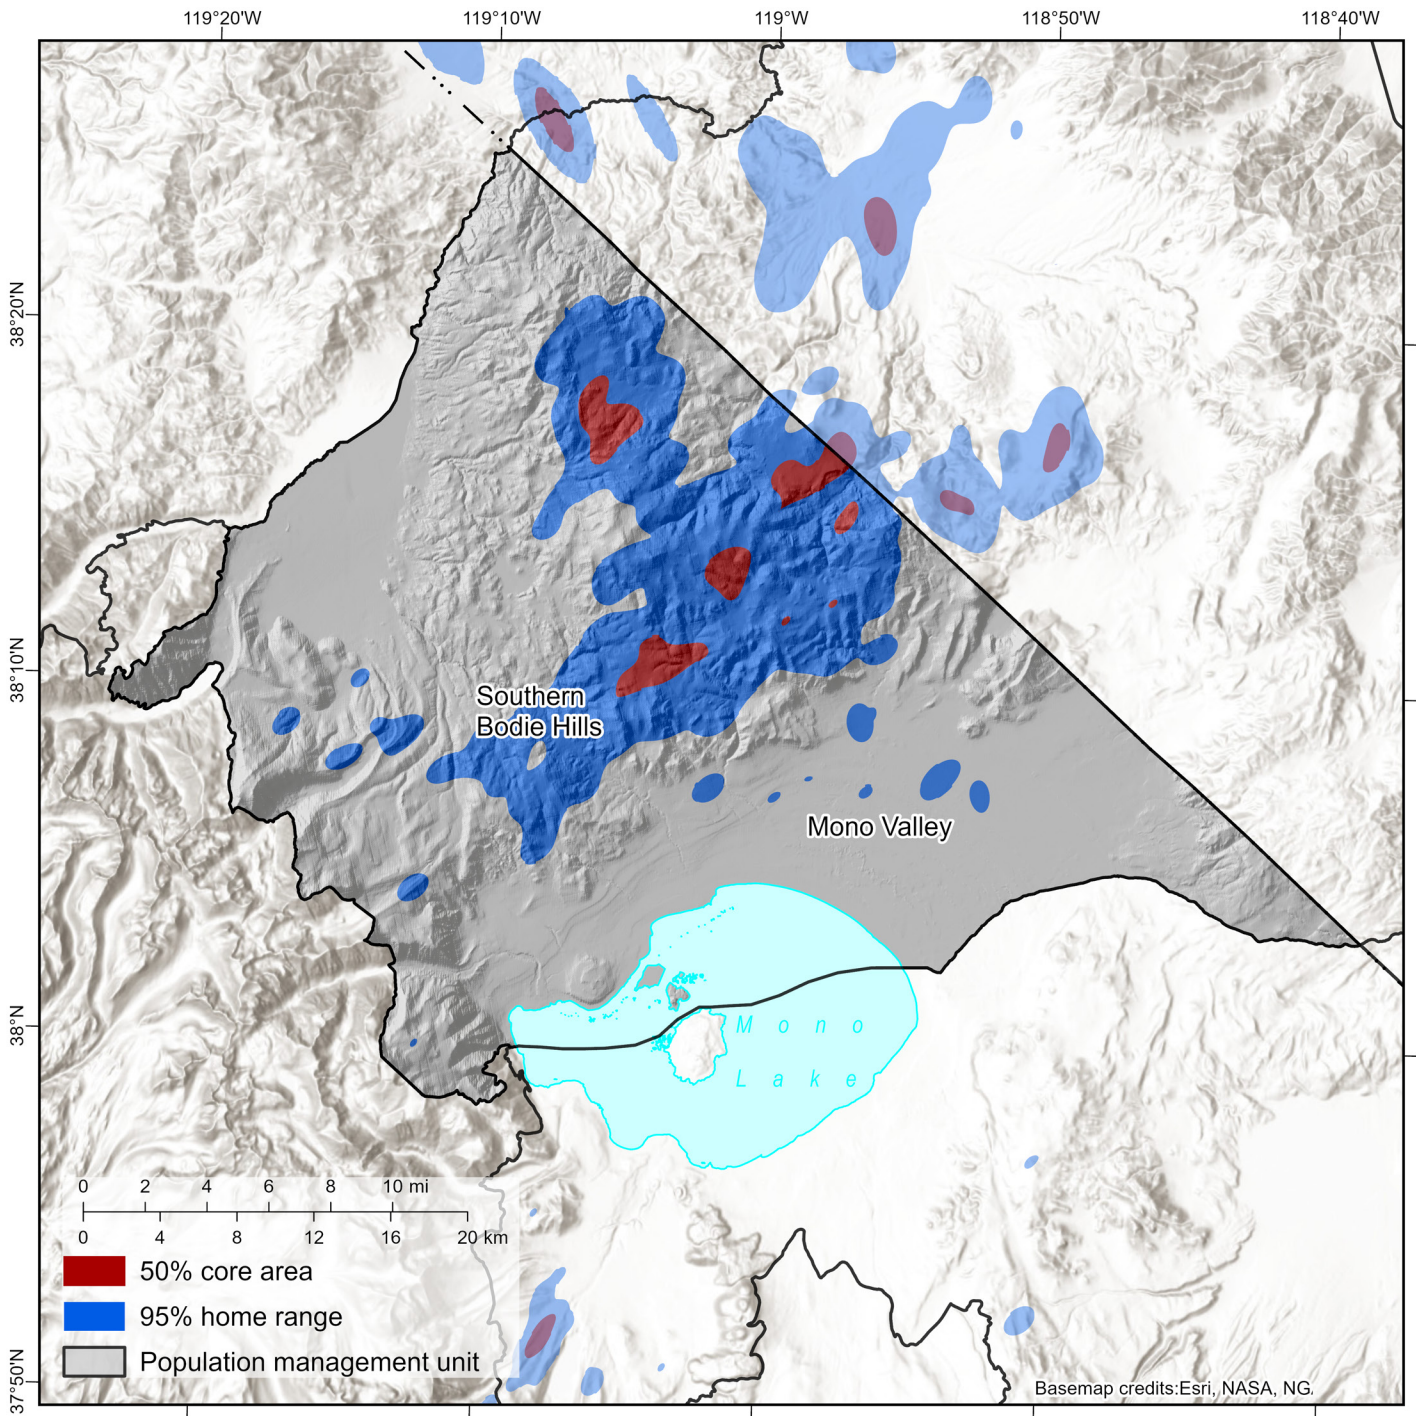 119°20'W 119°10'W 119°W 118°50'W 118°40'W
38°20'N
38°10'N
38°N
37°50'N
Southern
Bodie Hills
Mono Valley
Mono
Lake
0 2 4 6 8 10 mi
0 4 8 12 16 20 km
50% core area
95% home range
Population management unit
Basemap credits:Esri, NASA, NG.